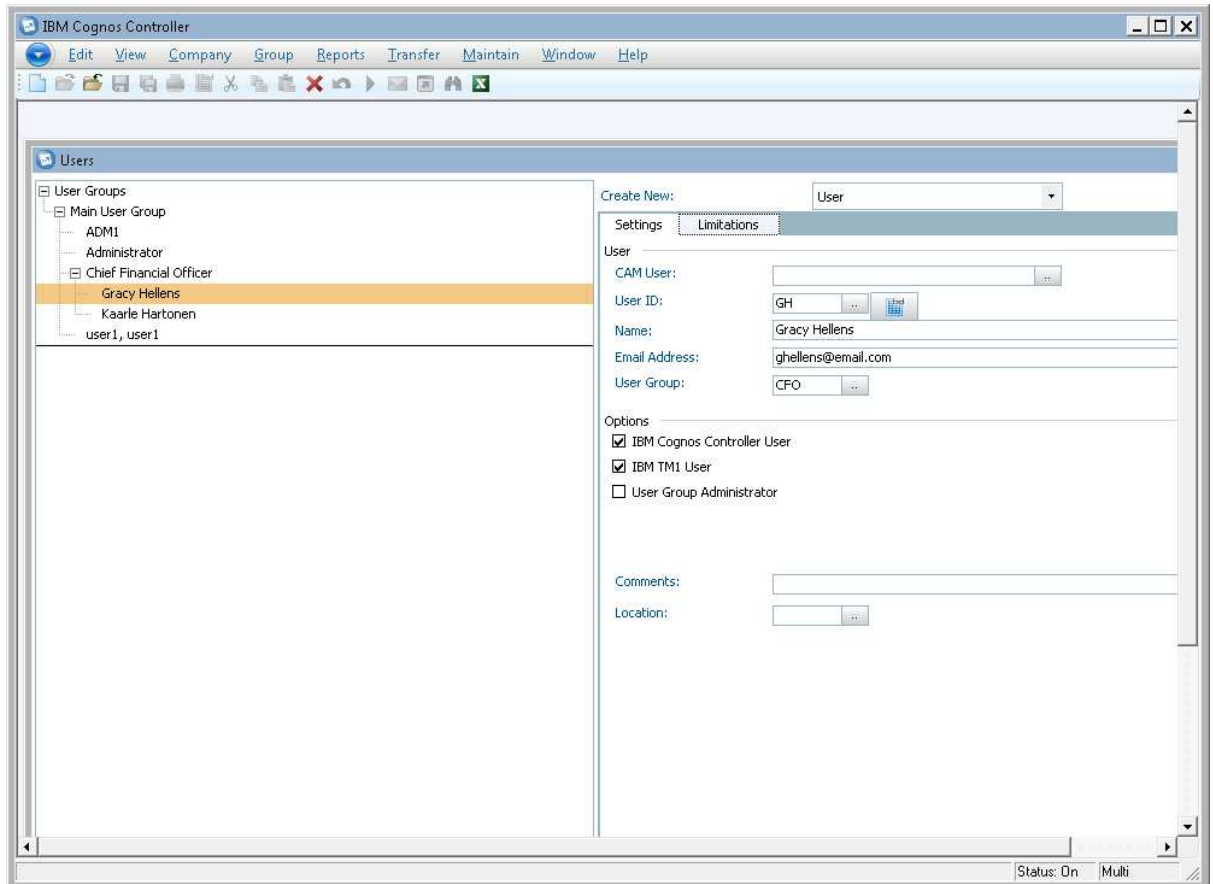 IBM Cognos Controller
Edit View Company Group Reports Transfer Maintain Window Help
Users
User Groups
Main User Group
ADM1
Administrator
Chief Financial Officer
Gracy Hellens
Kaarle Hartonen
user1, user1
Create New: User
Settings Limitations
User
CAM User: ..
User ID: GH ..
Name: Gracy Hellens
Email Address: ghellens@email.com
User Group: CFO ..
Options
IBM Cognos Controller User
IBM TM1 User
User Group Administrator
Comments:
Location: ..
Status: On Multi